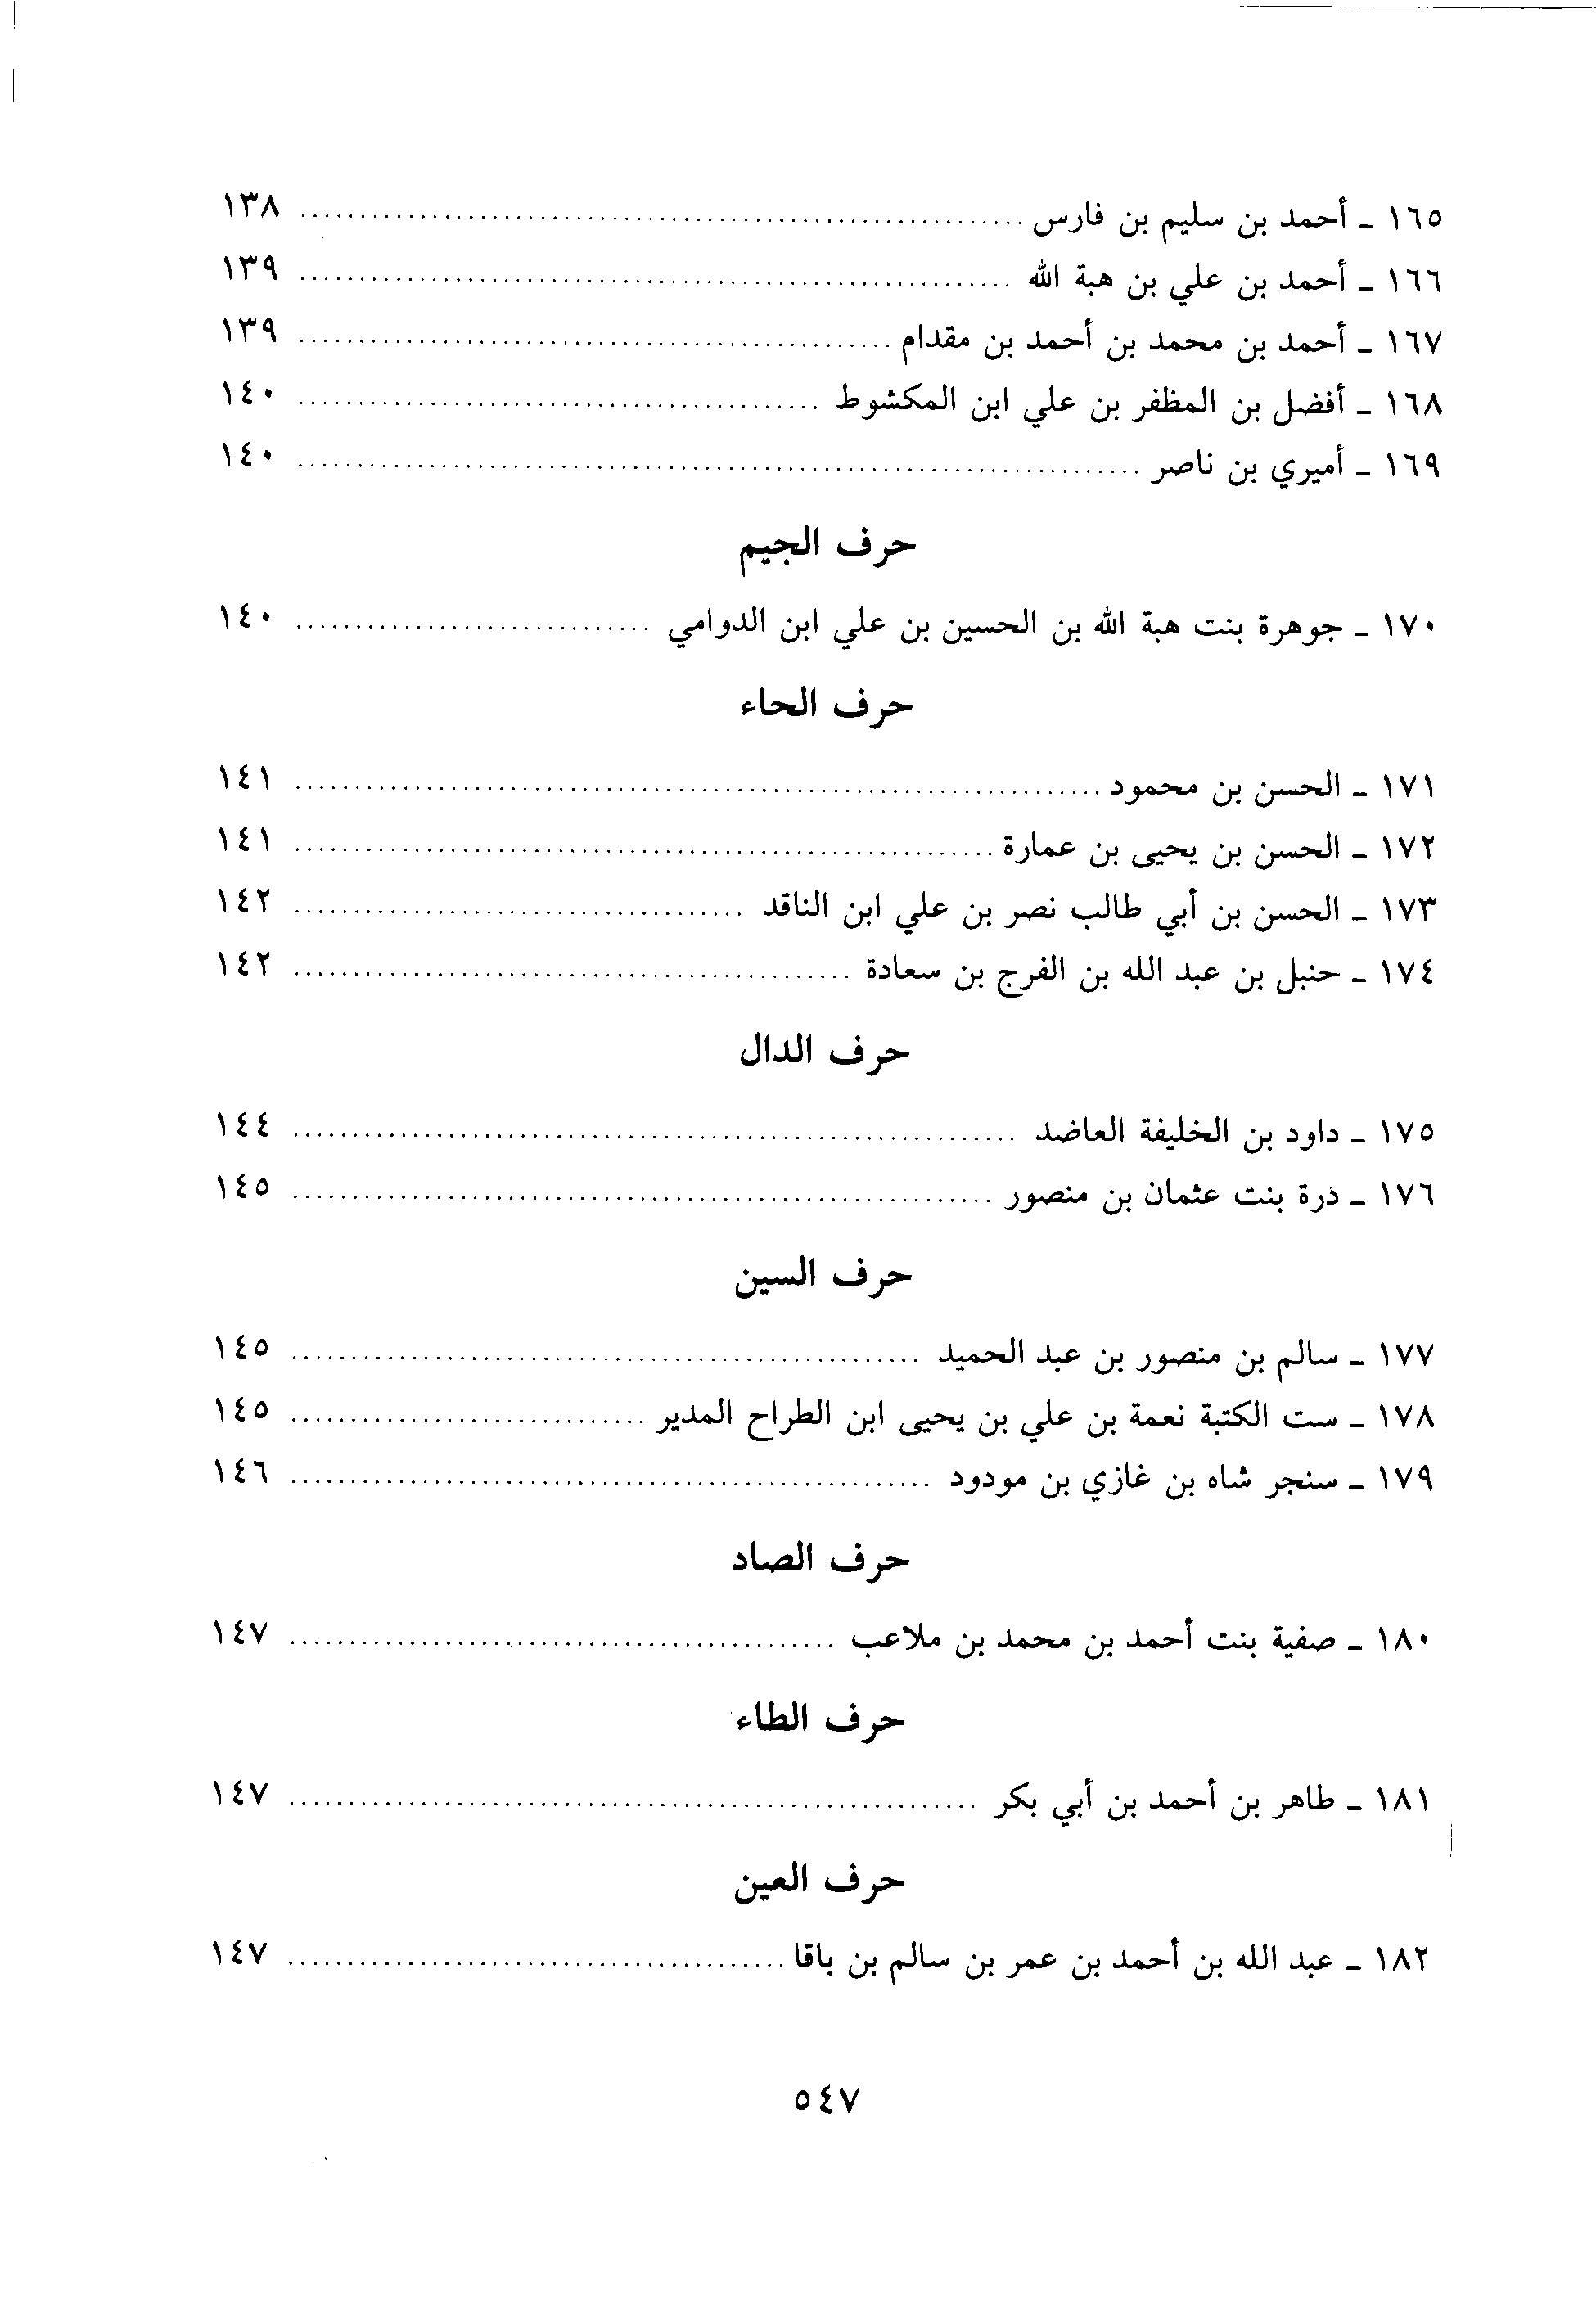 ١٦٥ ـ أحمد بن سليم بن فارس ........................ ١٣٨
١٦٦ ـ أحمد بن علي بن هبة الله ........................ ١٣٩
١٦٧ ـ أحمد بن محمد بن أحمد بن مقدام ........................ ١٣٩
١٦٨ ـ أفضل بن المظفر بن علي ابن المكشوط ........................ ١٤٠
١٦٩ ـ أميري بن ناصر ........................ ١٤٠
حرف الجيم
١٧٠ ـ جوهرة بنت هبة الله بن الحسين بن علي ابن الدوامي ........................ ١٤٠
حرف الحاء
١٧١ ـ الحسن بن محمود ........................ ١٤١
١٧٢ ـ الحسن بن يحيى بن عمارة ........................ ١٤١
١٧٣ ـ الحسن بن أبي طالب نصر بن علي ابن الناقد ........................ ١٤٢
١٧٤ ـ حنبل بن عبد الله بن الفرج بن سعادة ........................ ١٤٢
حرف الدال
١٧٥ ـ داود بن الخليفة العاضد ........................ ١٤٤
١٧٦ ـ درة بنت عثمان بن منصور ........................ ١٤٥
حرف السين
١٧٧ ـ سالم بن منصور بن عبد الحميد ........................ ١٤٥
١٧٨ ـ ست الكتبة نعمة بن علي بن يحيى ابن الطراح المدير ........................ ١٤٥
١٧٩ ـ سنجر شاه بن غازي بن مودود ........................ ١٤٦
حرف الصاد
١٨٠ ـ صفية بنت أحمد بن محمد بن ملاعب ........................ ١٤٧
حرف الطاء
١٨١ ـ طاهر بن أحمد بن أبي بكر ........................ ١٤٧
حرف العين
١٨٢ ـ عبد الله بن أحمد بن عمر بن سالم بن باقا ........................ ١٤٧
٥٤٧